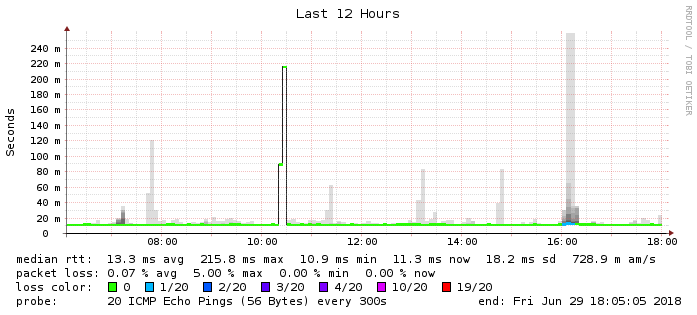 Last 12 Hours
RRDTOOL / TOBI OETIKER
Seconds
240 m
220 m
200 m
180 m
160 m
140 m
120 m
100 m
80 m
60 m
40 m
20 m
0
08:00 10:00 12:00 14:00 16:00 18:00
median rtt: 13.3 ms avg 215.8 ms max 10.9 ms min 11.3 ms now 18.2 ms sd 728.9 m am/s
packet loss: 0.07 % avg 5.00 % max 0.00 % min 0.00 % now
loss color: 0 1/20 2/20 3/20 4/20 10/20 19/20
probe: 20 ICMP Echo Pings (56 Bytes) every 300s end: Fri Jun 29 18:05:05 2018